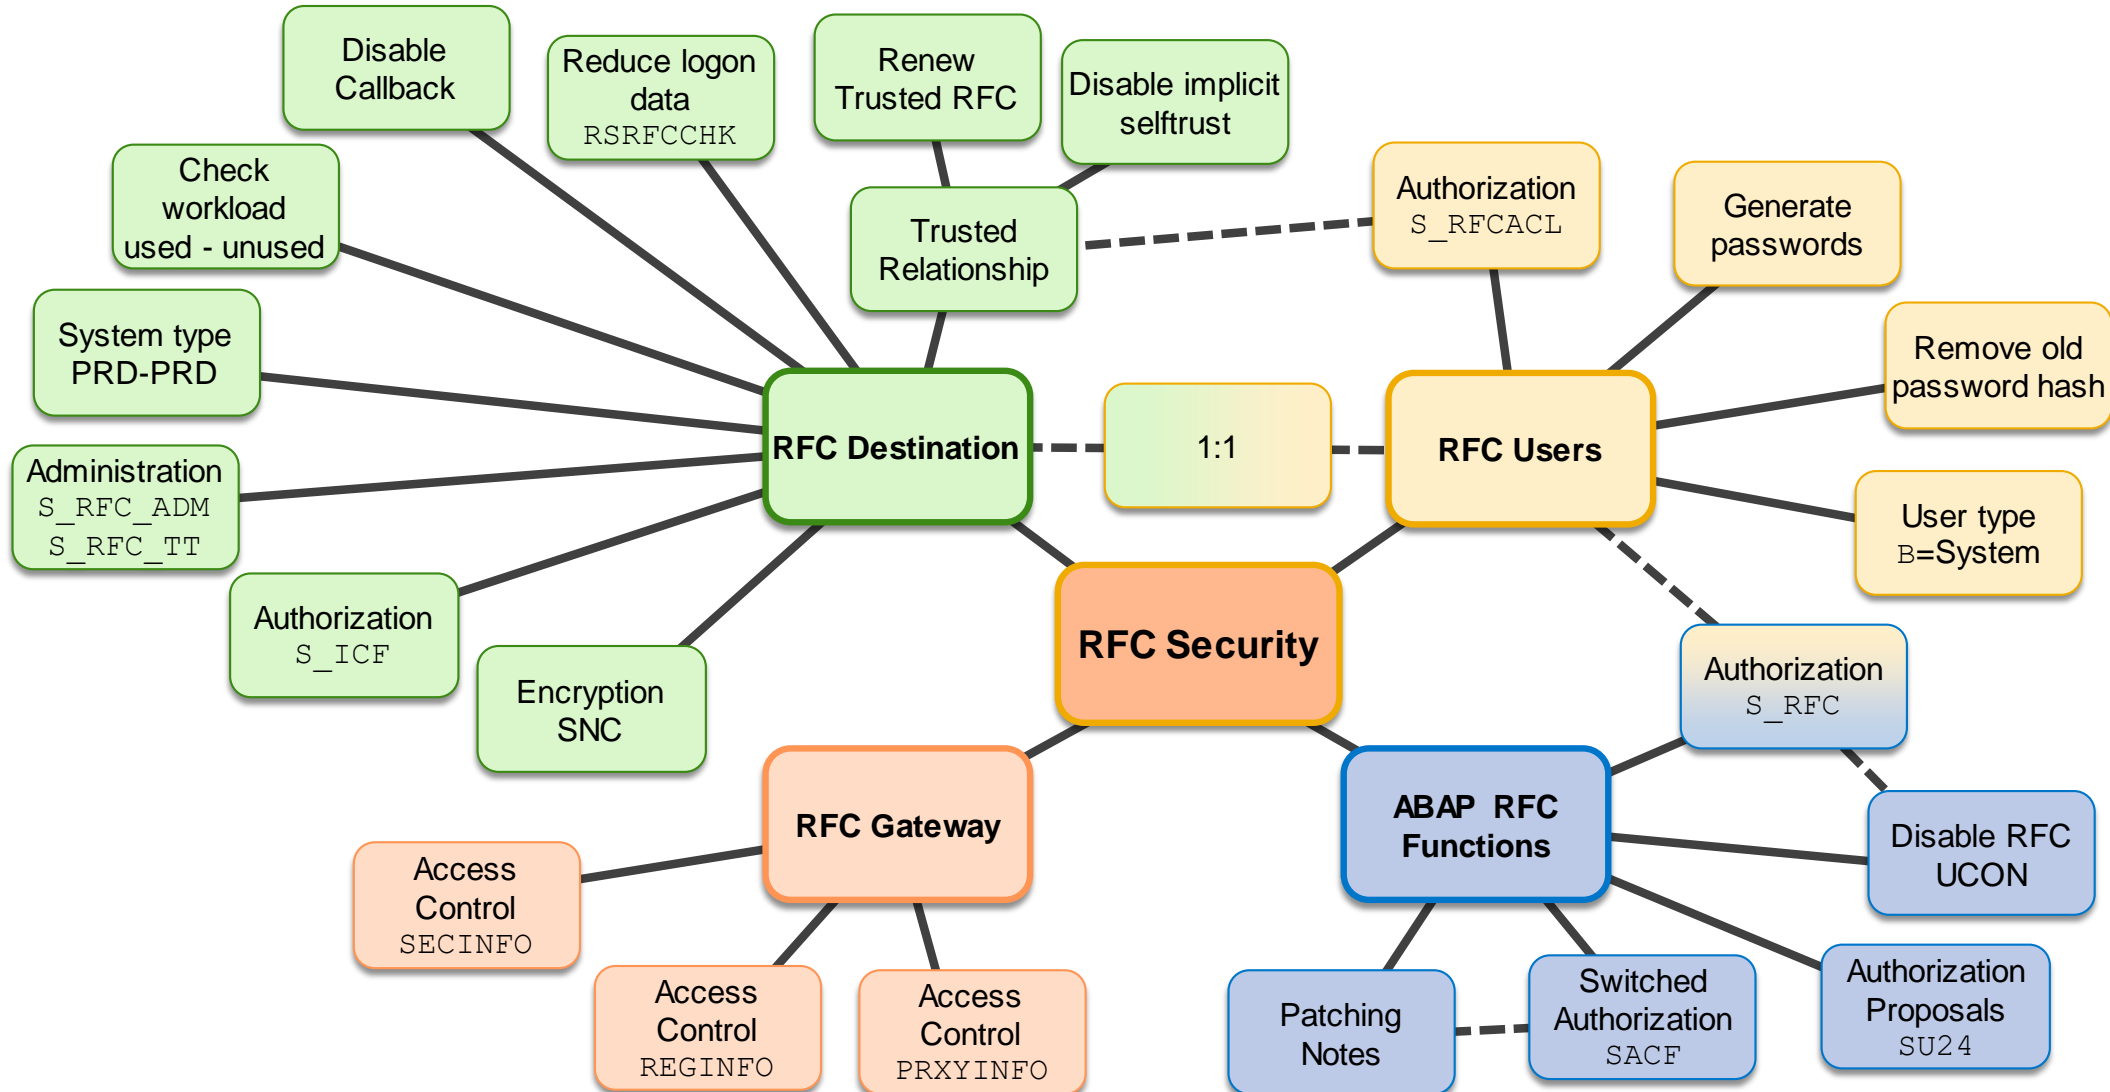 Disable
Callback
Reduce logon
data
RSRFCCHK
Renew
Trusted RFC
Disable implicit
selftrust
Check
workload
used - unused
Trusted
Relationship
Authorization
S_RFCACL
Generate
passwords
System type
PRD-PRD
Remove old
password hash
RFC Destination
1:1
RFC Users
Administration
S_RFC_ADM
S_RFC_TT
User type
B=System
Authorization
S_ICF
Encryption
SNC
RFC Security
Authorization
S_RFC
RFC Gateway
ABAP RFC
Functions
Disable RFC
UCON
Access
Control
SECINFO
Access
Control
REGINFO
Access
Control
PRXYINFO
Patching
Notes
Switched
Authorization
SACF
Authorization
Proposals
SU24